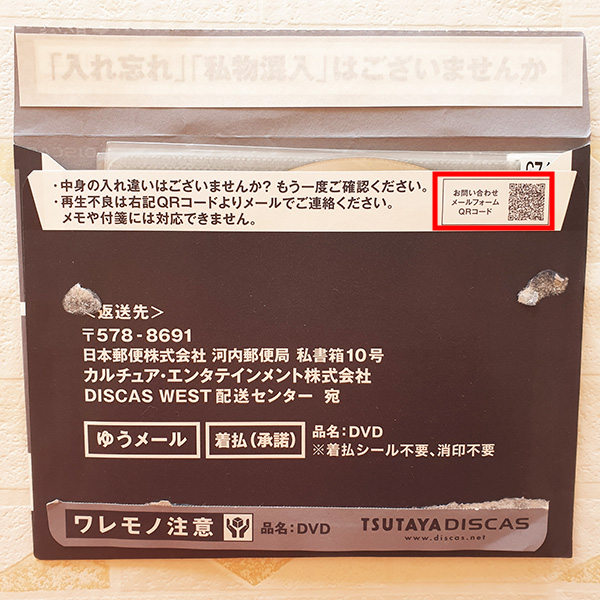 「入れ忘れ」「私物混入」はございませんか
・中身の入れ違いはございませんか? もう一度ご確認ください。
・再生不良は右記QRコードよりメールでご連絡ください。
メモや付箋には対応できません。
お問い合わせ
メールフォーム
QRコード
<返送先>
〒578-8691
日本郵便株式会社 河内郵便局 私書箱10号
カルチュア・エンタテインメント株式会社
DISCAS WEST 配送センター 宛
ゆうメール
着払(承諾)
品名:DVD
※着払シール不要、消印不要
ワレモノ注意
品名:DVD
TSUTAYA DISCAS
www.discas.net